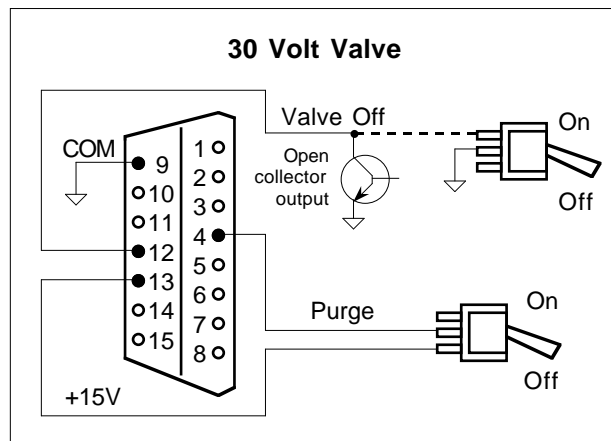 30 Volt Valve
Valve Off
On
COM
9
1
Open
collector
output
10
2
11
3
Off
12
4
13
5
14
6
Purge
On
15
7
8
Off
+15V